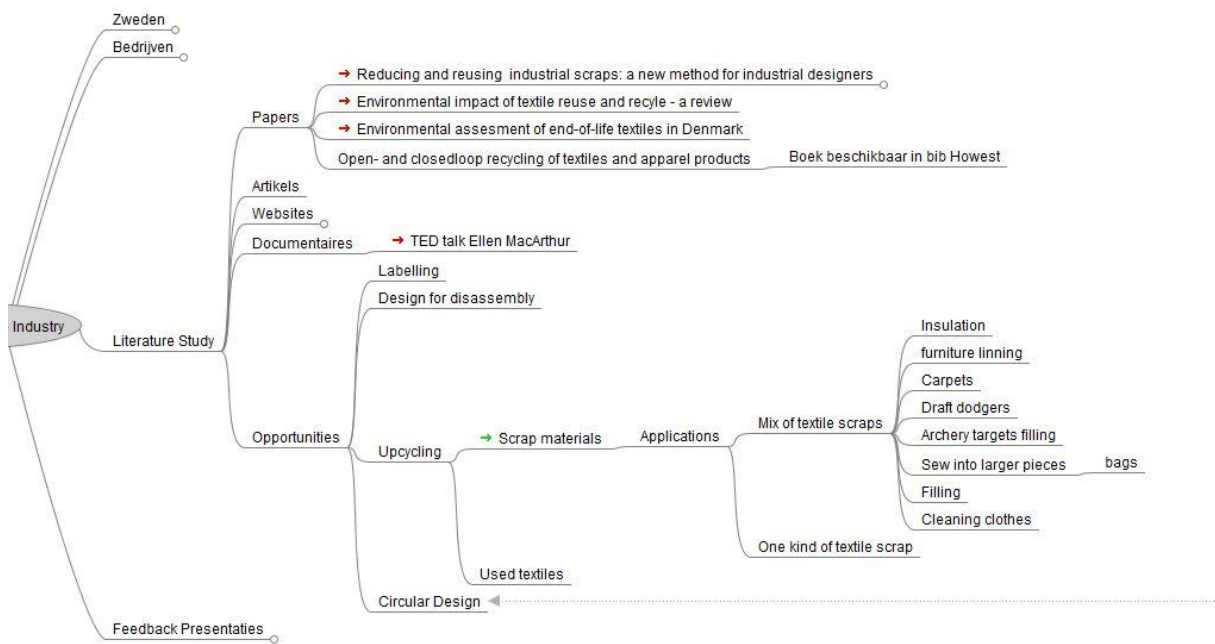 Zweden
Bedrijven
Reducing and reusing industrial scraps: a new method for industrial designers
Environmental impact of textile reuse and recyle - a review
Papers
Environmental assesment of end-of-life textiles in Denmark
Open- and closedloop recycling of textiles and apparel products
Boek beschikbaar in bib Howest
Artikels
Websites
Documentaires
TED talk Ellen MacArthur
Labelling
Design for disassembly
Industry
Literature Study
Insulation
furniture linning
Carpets
Draft dodgers
Archery targets filling
Sew into larger pieces
bags
Filling
Cleaning clothes
Mix of textile scraps
Opportunities
Upcycling
Scrap materials
Applications
One kind of textile scrap
Used textiles
Circular Design
Feedback Presentaties